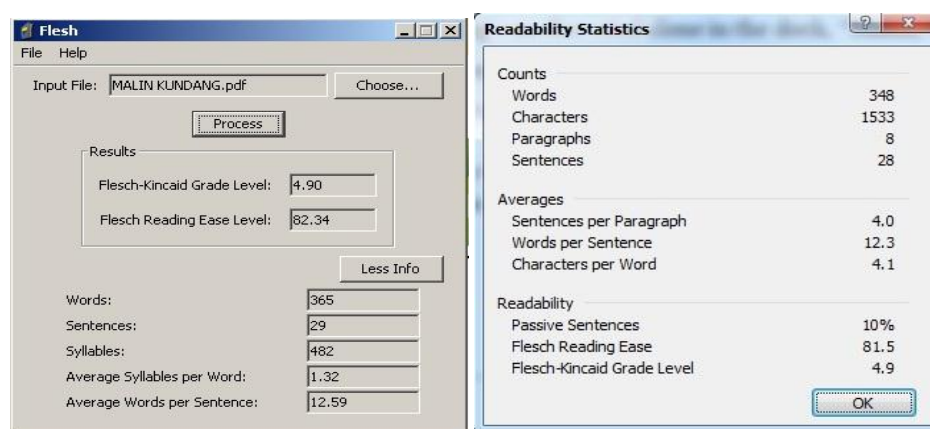 Flesh
File Help
Input File: MALIN KUNDANG.pdf Choose...
Process
Results
Flesch-Kincaid Grade Level: 4.90
Flesch Reading Ease Level: 82.34
Less Info
Words: 365
Sentences: 29
Syllables: 482
Average Syllables per Word: 1.32
Average Words per Sentence: 12.59
Readability Statistics
Counts
Words 348
Characters 1533
Paragraphs 8
Sentences 28
Averages
Sentences per Paragraph 4.0
Words per Sentence 12.3
Characters per Word 4.1
Readability
Passive Sentences 10%
Flesch Reading Ease 81.5
Flesch-Kincaid Grade Level 4.9
OK